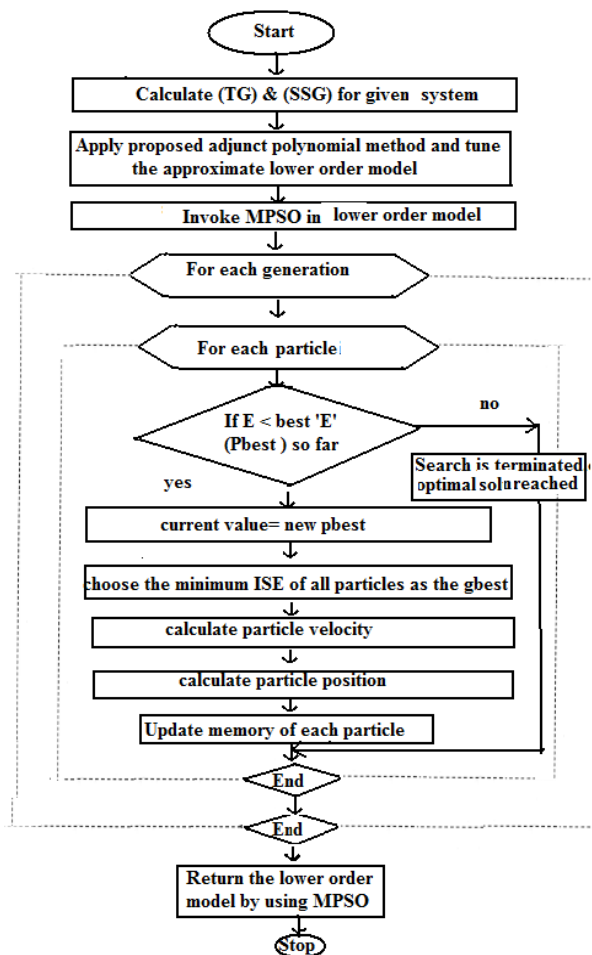 Start
Calculate (TG) & (SSG) for given system
Apply proposed adjunct polynomial method and tune
the approximate lower order model
Invoke MPSO in lower order model
For each generation
For each particle
If E < best 'E'
(Pbest ) so far
no
yes
Search is terminated
optimal soln reached
current value= new pbest
choose the minimum ISE of all particles as the gbest
calculate particle velocity
calculate particle position
Update memory of each particle
End
End
Return the lower order
model by using MPSO
Stop